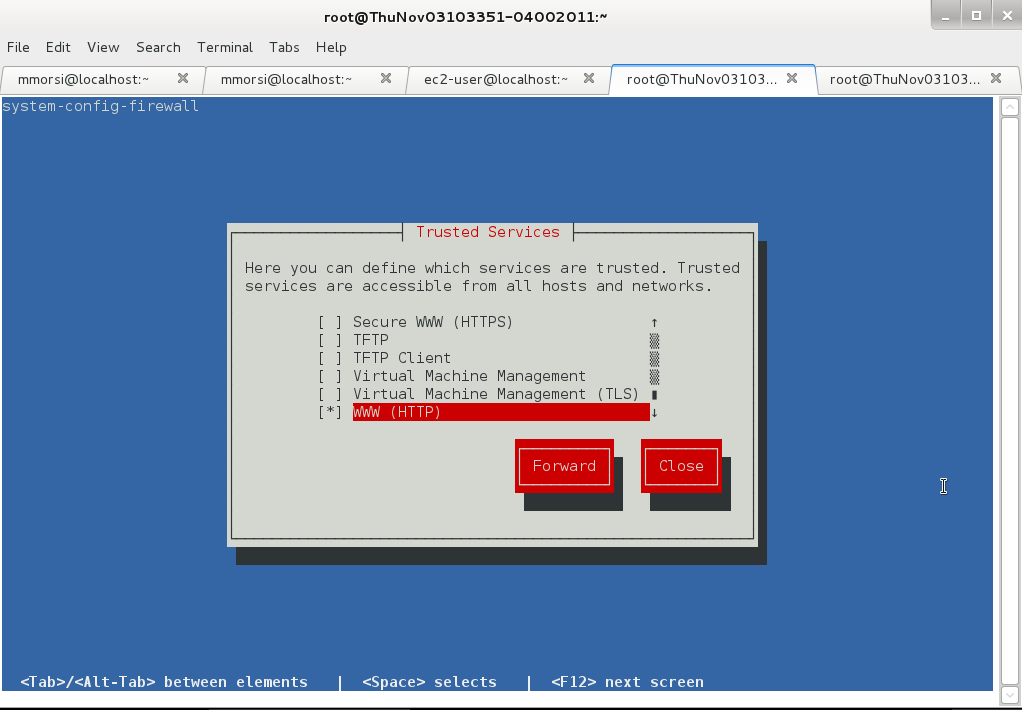 root@ThuNov03103351-04002011:~
File Edit View Search Terminal Tabs Help
mmorsi@localhost:~ mmorsi@localhost:~ ec2-user@localhost:~ root@ThuNov03103... root@ThuNov03103...
system-config-firewall
Trusted Services
Here you can define which services are trusted. Trusted
services are accessible from all hosts and networks.
[ ] Secure WWW (HTTPS) ↑
[ ] TFTP
[ ] TFTP Client
[ ] Virtual Machine Management
[ ] Virtual Machine Management (TLS)
[*] WWW (HTTP) ↓
Forward Close
<Tab>/<Alt-Tab> between elements | <Space> selects | <F12> next screen